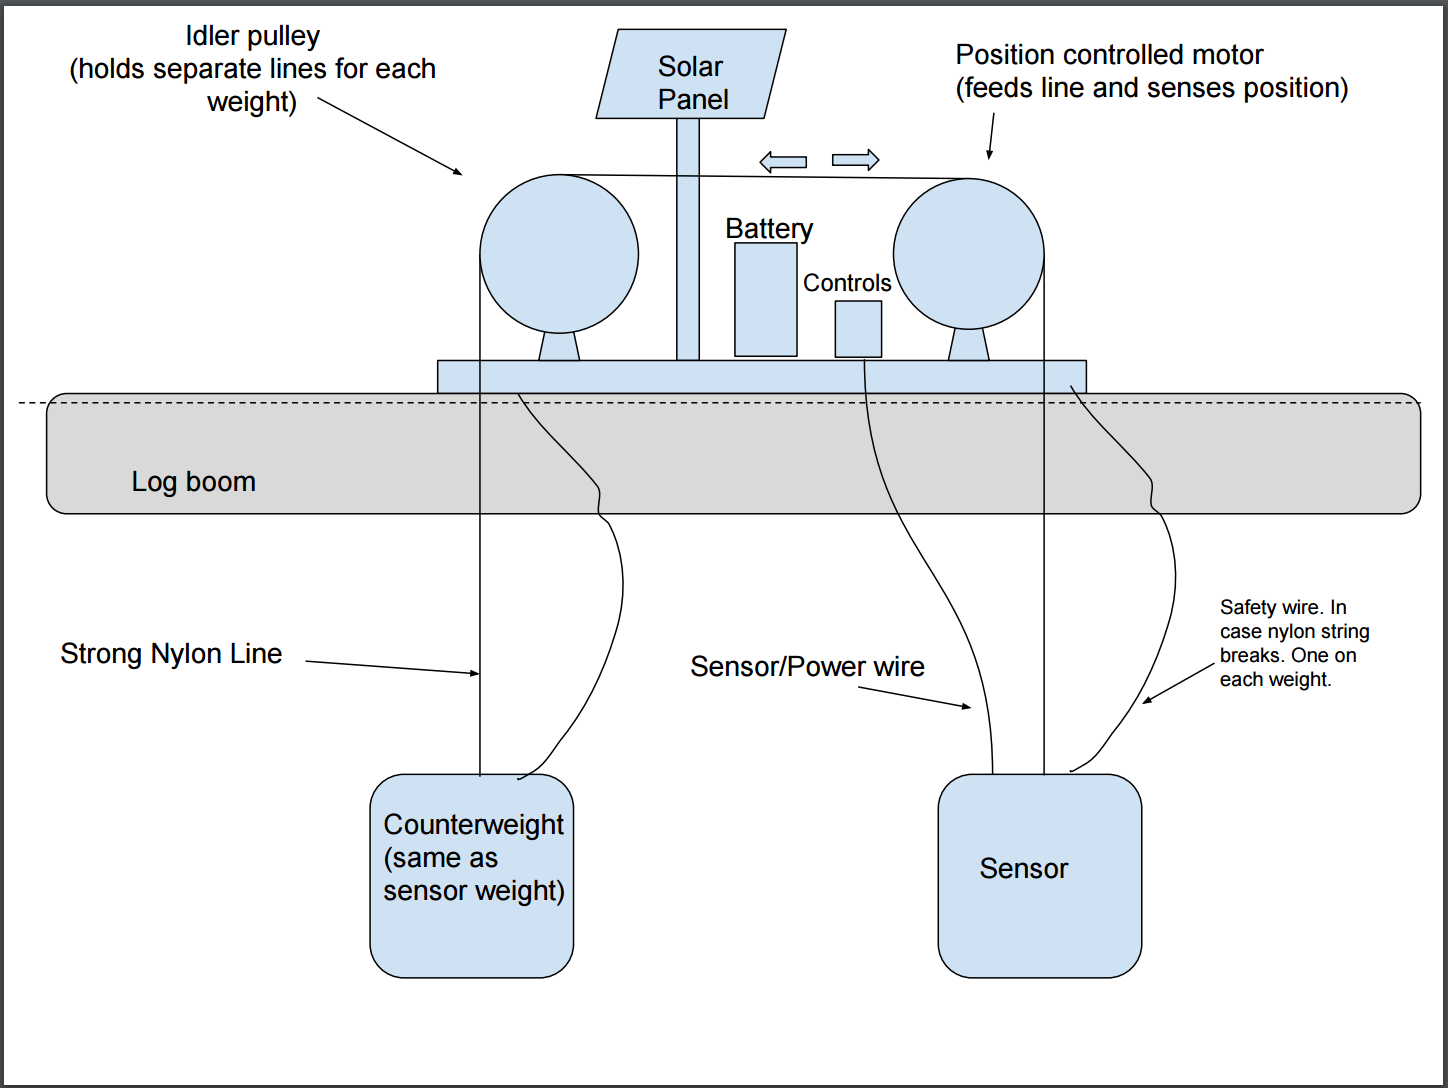 Idler pulley
(holds separate lines for each
weight)
Solar
Panel
Position controlled motor
(feeds line and senses position)
Battery
Controls
Log boom
Strong Nylon Line
Sensor/Power wire
Safety wire. In
case nylon string
breaks. One on
each weight.
Counterweight
(same as
sensor weight)
Sensor